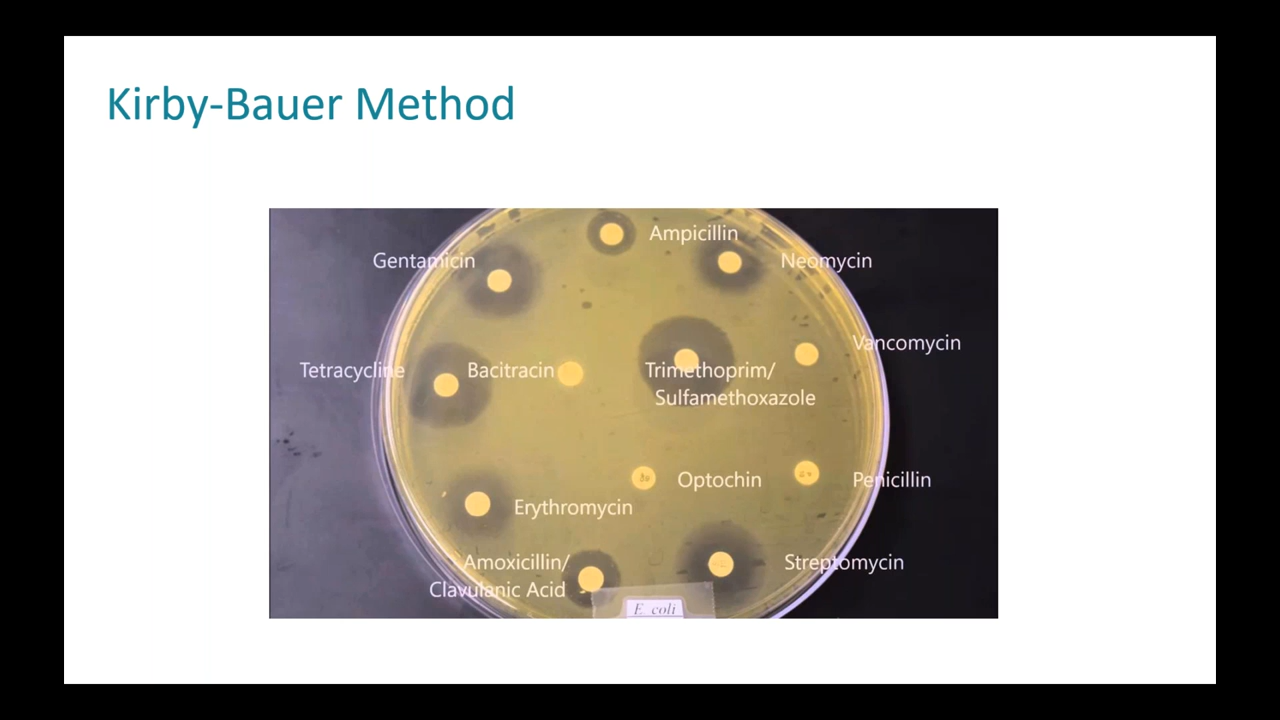 Kirby-Bauer Method
Ampicillin
Gentamicin
Neomycin
Vancomycin
Tetracycline
Bacitracin
Trimethoprim/
Sulfamethoxazole
Optochin
Penicillin
Erythromycin
Amoxicillin/
Clavulanic Acid
Streptomycin
E. coli